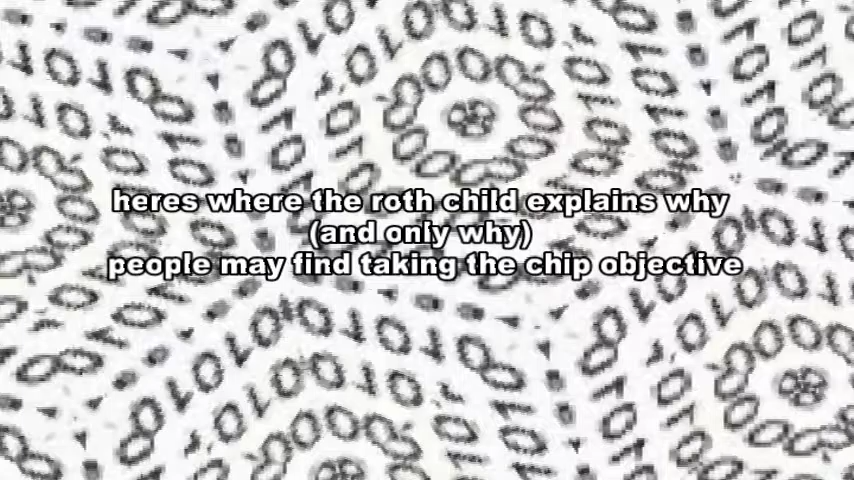 heres where the roth child explains why
(and only why)
people may find taking the chip objective